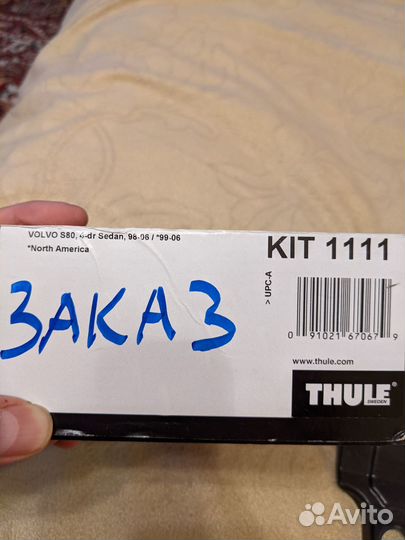 VOLVO S80, 4-dr Sedan, 98-06 / *99-06
*North America
KIT 1111
> UPC-A
ЗАКАЗ
0 91021 67067 9
www.thule.com
THULE
SWEDEN
Avito